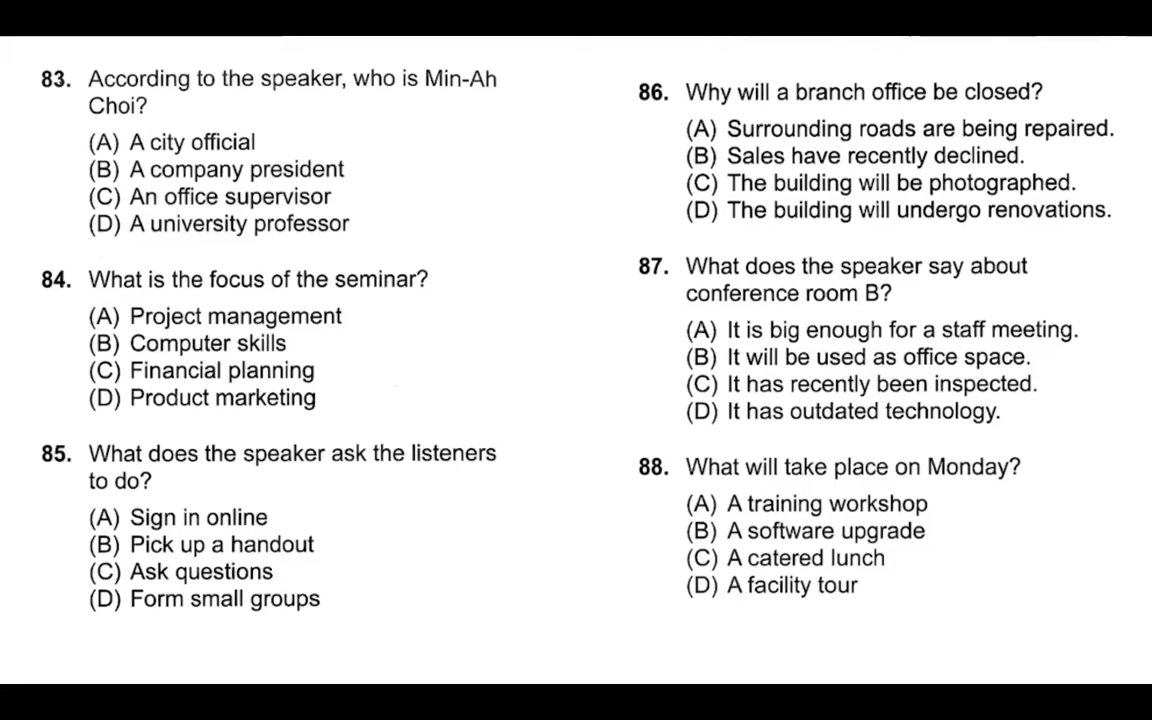 83. According to the speaker, who is Min-Ah
Choi?
(A) A city official
(B) A company president
(C) An office supervisor
(D) A university professor
84. What is the focus of the seminar?
(A) Project management
(B) Computer skills
(C) Financial planning
(D) Product marketing
85. What does the speaker ask the listeners
to do?
(A) Sign in online
(B) Pick up a handout
(C) Ask questions
(D) Form small groups
86. Why will a branch office be closed?
(A) Surrounding roads are being repaired.
(B) Sales have recently declined.
(C) The building will be photographed.
(D) The building will undergo renovations.
87. What does the speaker say about
conference room B?
(A) It is big enough for a staff meeting.
(B) It will be used as office space.
(C) It has recently been inspected.
(D) It has outdated technology.
88. What will take place on Monday?
(A) A training workshop
(B) A software upgrade
(C) A catered lunch
(D) A facility tour